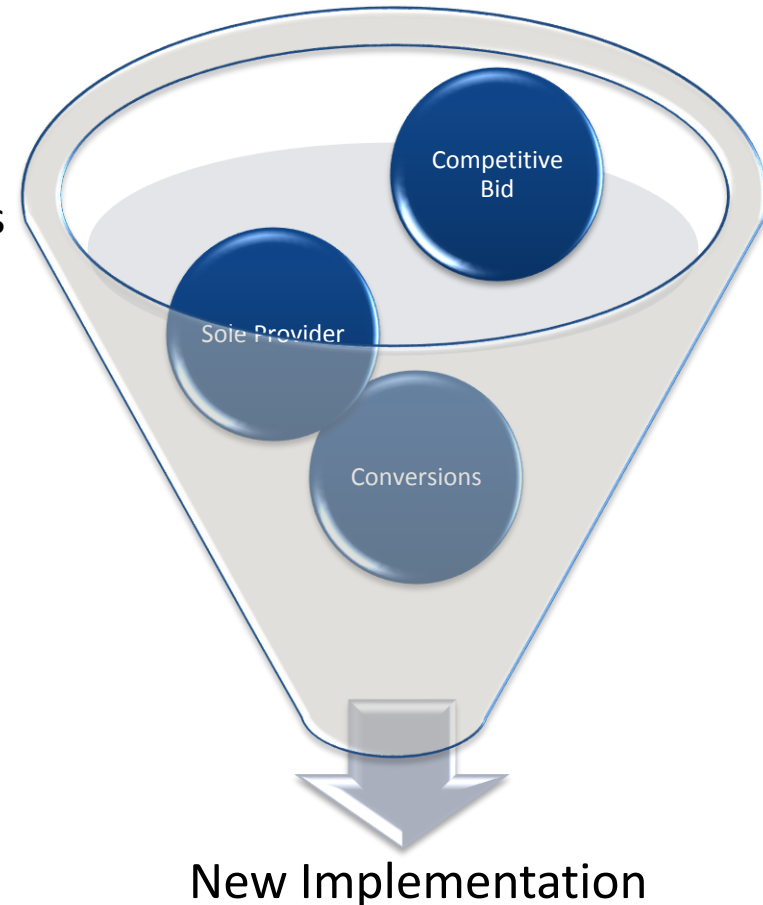 Competitive
Bid
s
Sole Provider
Conversions
New Implementation